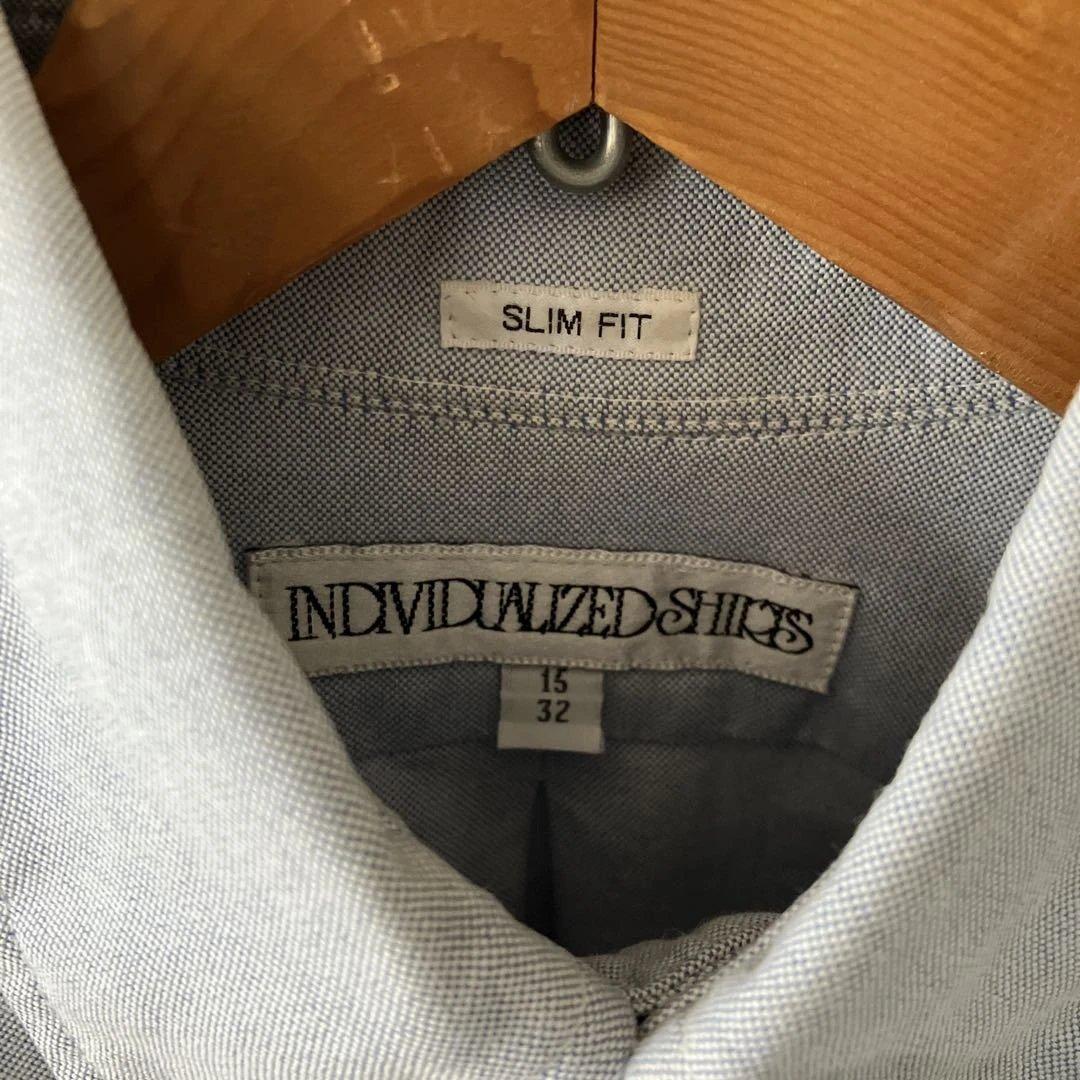 SLIM FIT
INDIVIDUALIZED SHIRTS
15
32